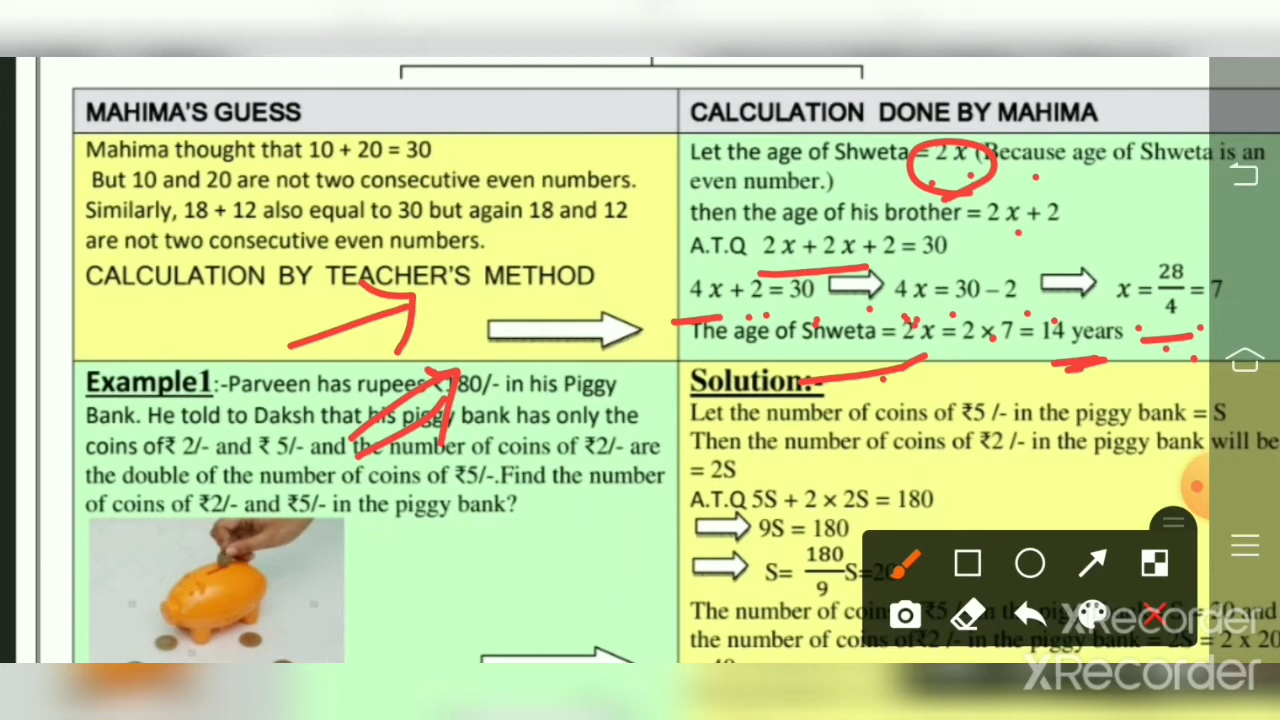 MAHIMA'S GUESS
Mahima thought that 10 + 20 = 30
But 10 and 20 are not two consecutive even numbers.
Similarly, 18 + 12 also equal to 30 but again 18 and 12
are not two consecutive even numbers.
CALCULATION BY TEACHER'S METHOD
CALCULATION DONE BY MAHIMA
Let the age of Shweta = 2 x (Because age of Shweta is an
even number.)
then the age of his brother = 2 x + 2
A.T.Q 2 x + 2 x + 2 = 30
4 x + 2 = 30 4 x = 30 – 2 x = 28/4 = 7
The age of Shweta = 2 x = 2 × 7 = 14 years
Example1:-Parveen has rupees ₹180/- in his Piggy
Bank. He told to Daksh that his piggy bank has only the
coins of₹ 2/- and ₹ 5/- and the number of coins of ₹2/- are
the double of the number of coins of ₹5/-.Find the number
of coins of ₹2/- and ₹5/- in the piggy bank?
Solution:-
Let the number of coins of ₹5 /- in the piggy bank = S
Then the number of coins of ₹2 /- in the piggy bank will be
= 2S
A.T.Q 5S + 2 × 2S = 180
9S = 180
S= 180/9 S=20
The number of coins of ₹5 /- in the piggy bank = S = 20 and
the number of coins of₹2 /- in the piggy bank = 2S = 2 x 20
XRecorder
XRecorder